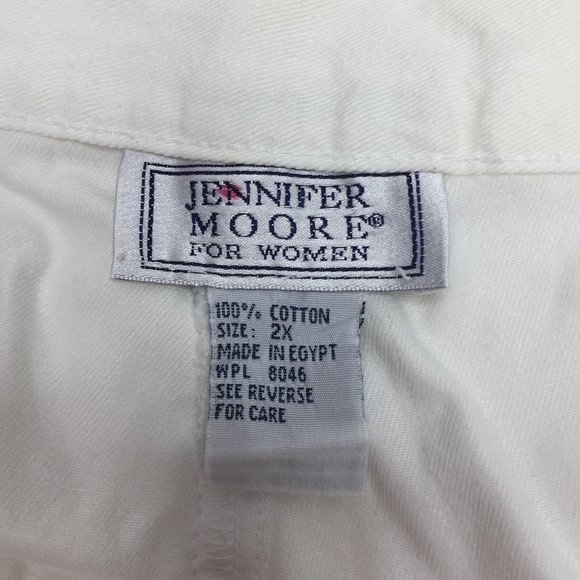 JENNIFER
MOORE®
FOR WOMEN
100% COTTON
SIZE: 2X
MADE IN EGYPT
WPL 8046
SEE REVERSE
FOR CARE